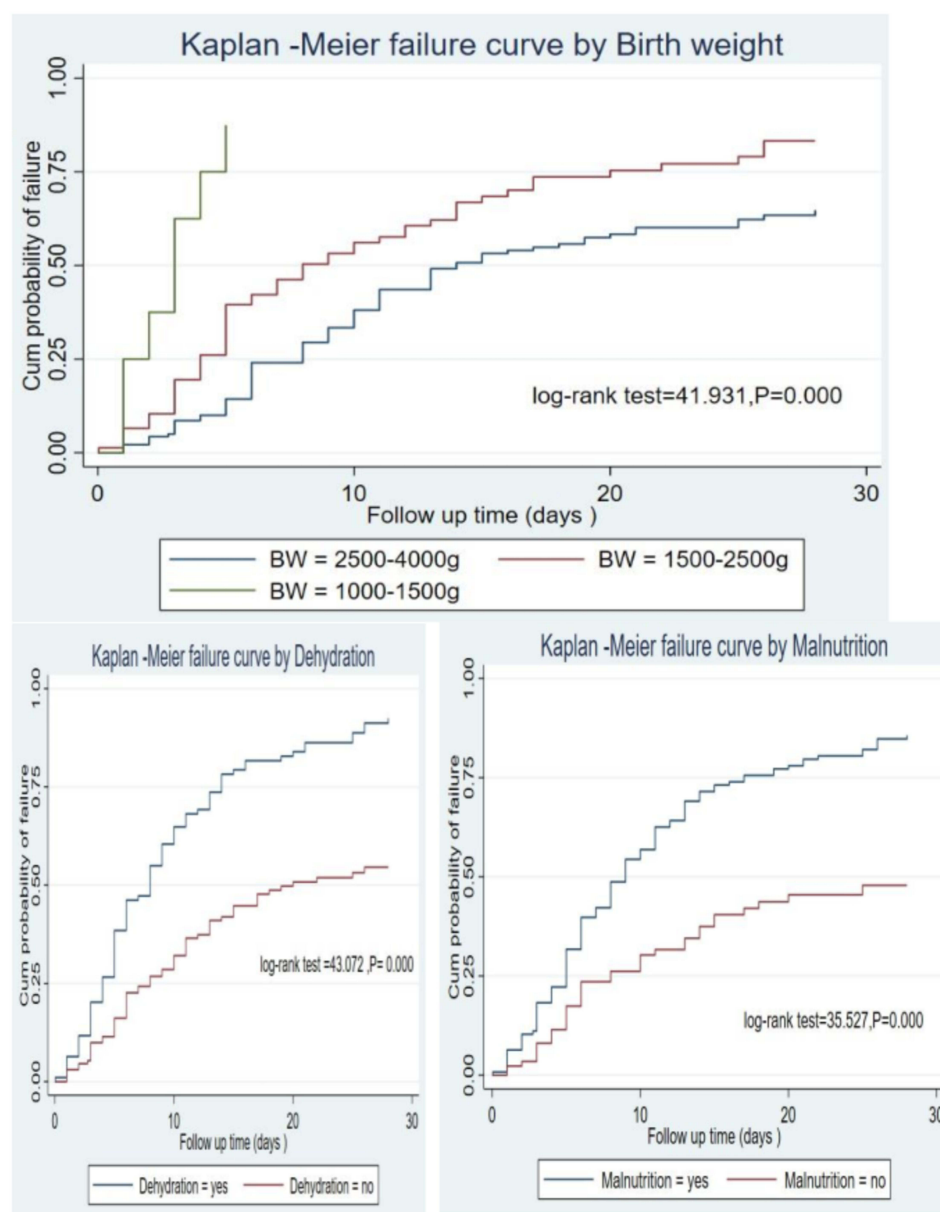 Kaplan -Meier failure curve by Birth weight
Cum probability of failure
1.00
0.75
0.50
0.25
0.00
log-rank test=41.931,P=0.000
0 10 20 30
Follow up time (days )
BW = 2500-4000g BW = 1500-2500g
BW = 1000-1500g
Kaplan -Meier failure curve by Dehydration
Cum probability of failure
1.00
0.75
0.50
0.25
0.00
log-rank test =43.072 ,P= 0.000
0 10 20 30
Follow up time (days )
Dehydration = yes Dehydration = no
Kaplan -Meier failure curve by Malnutrition
Cum probability of failure
1.00
0.75
0.50
0.25
0.00
log-rank test=35.527,P=0.000
0 10 20 30
Follow up time (days )
Malnutrition = yes Malnutrition = no